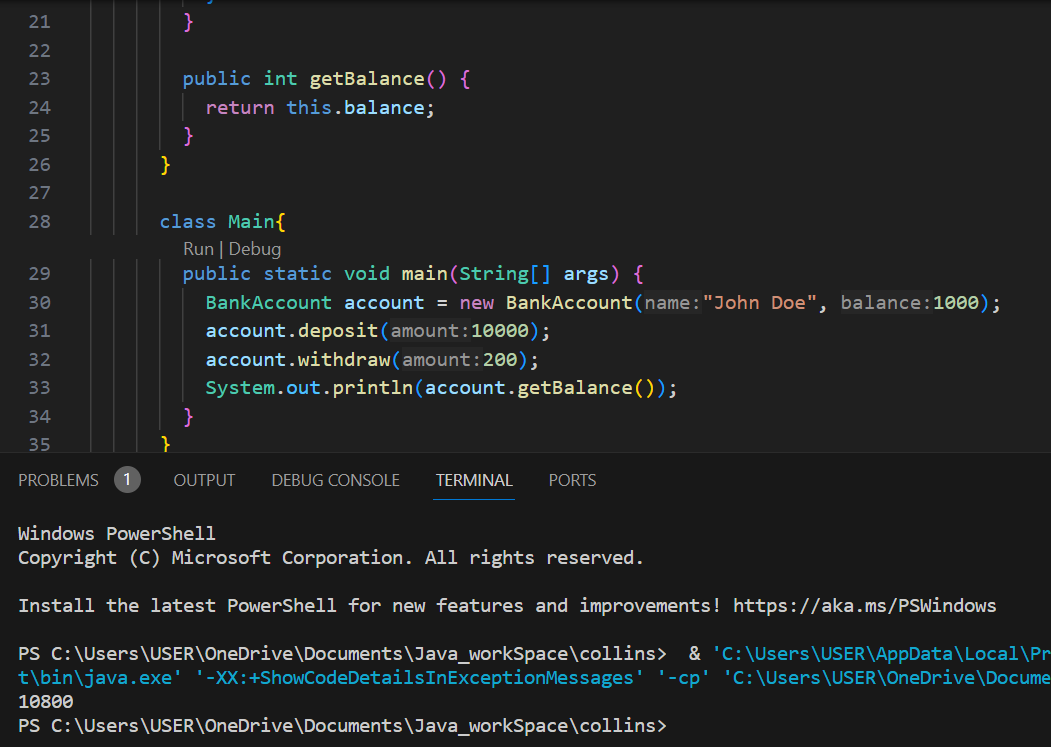 21 }
22
23 public int getBalance() {
24 return this.balance;
25 }
26 }
27
28 class Main{
Run | Debug
29 public static void main(String[] args) {
30 BankAccount account = new BankAccount(name:"John Doe", balance:1000);
31 account.deposit(amount:10000);
32 account.withdraw(amount:200);
33 System.out.println(account.getBalance());
34 }
35 }
PROBLEMS 1 OUTPUT DEBUG CONSOLE TERMINAL PORTS
Windows PowerShell
Copyright (C) Microsoft Corporation. All rights reserved.
Install the latest PowerShell for new features and improvements! https://aka.ms/PSWindows
PS C:\Users\USER\OneDrive\Documents\Java_workSpace\collins> & 'C:\Users\USER\AppData\Local\Pr
t\bin\java.exe' '-XX:+ShowCodeDetailsInExceptionMessages' '-cp' 'C:\Users\USER\OneDrive\Docume
10800
PS C:\Users\USER\OneDrive\Documents\Java_workSpace\collins>